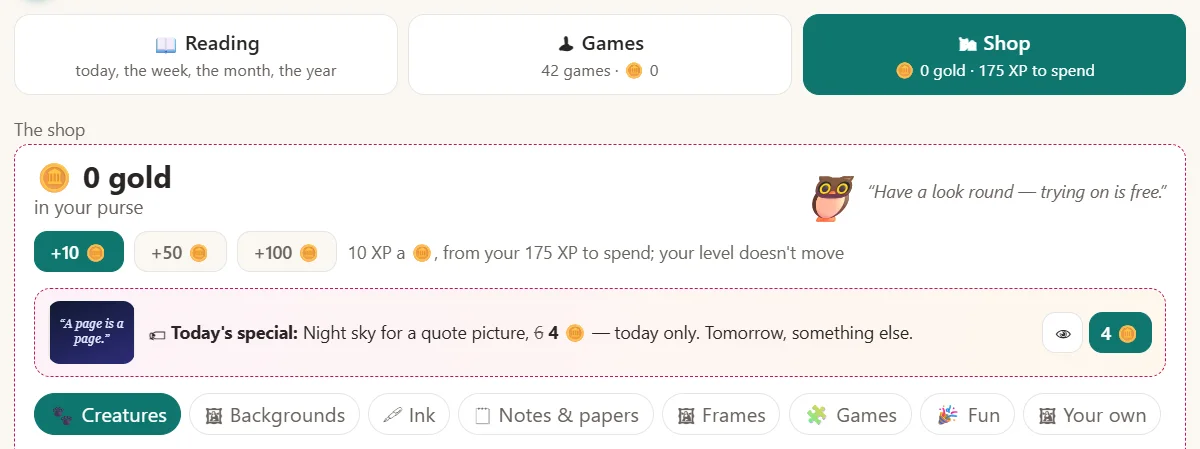 Reading
today, the week, the month, the year
Games
42 games · 0
Shop
0 gold · 175 XP to spend
The shop
0 gold
in your purse
“Have a look round — trying on is free.”
+10
+50
+100
10 XP a , from your 175 XP to spend; your level doesn't move
“A page is a
page.”
Today's special: Night sky for a quote picture, 6 4 — today only. Tomorrow, something else.
4
Creatures
Backgrounds
Ink
Notes & papers
Frames
Games
Fun
Your own